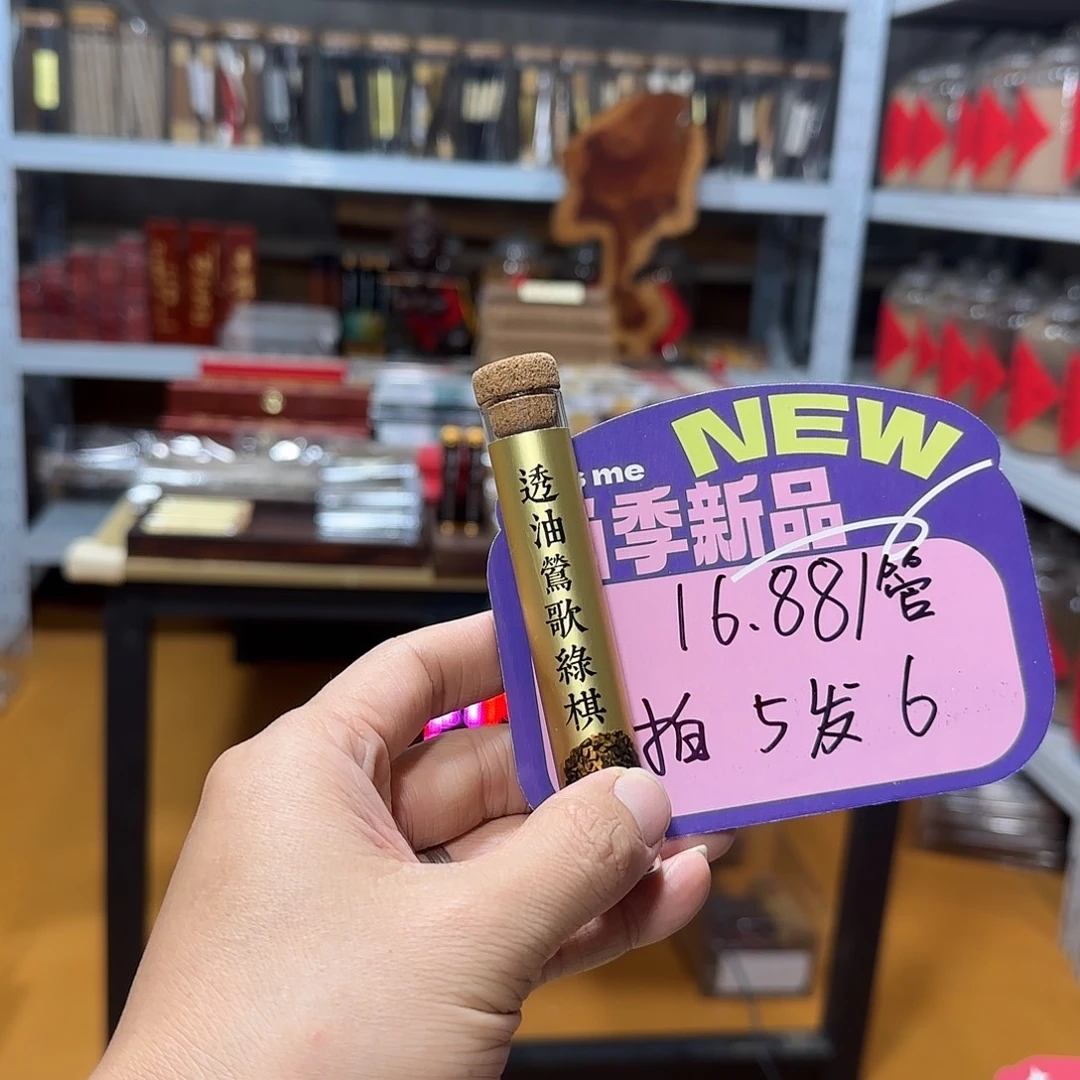 透油鶯歌綠棋
s me
NEW
季新品
16.88/管
拍5发6